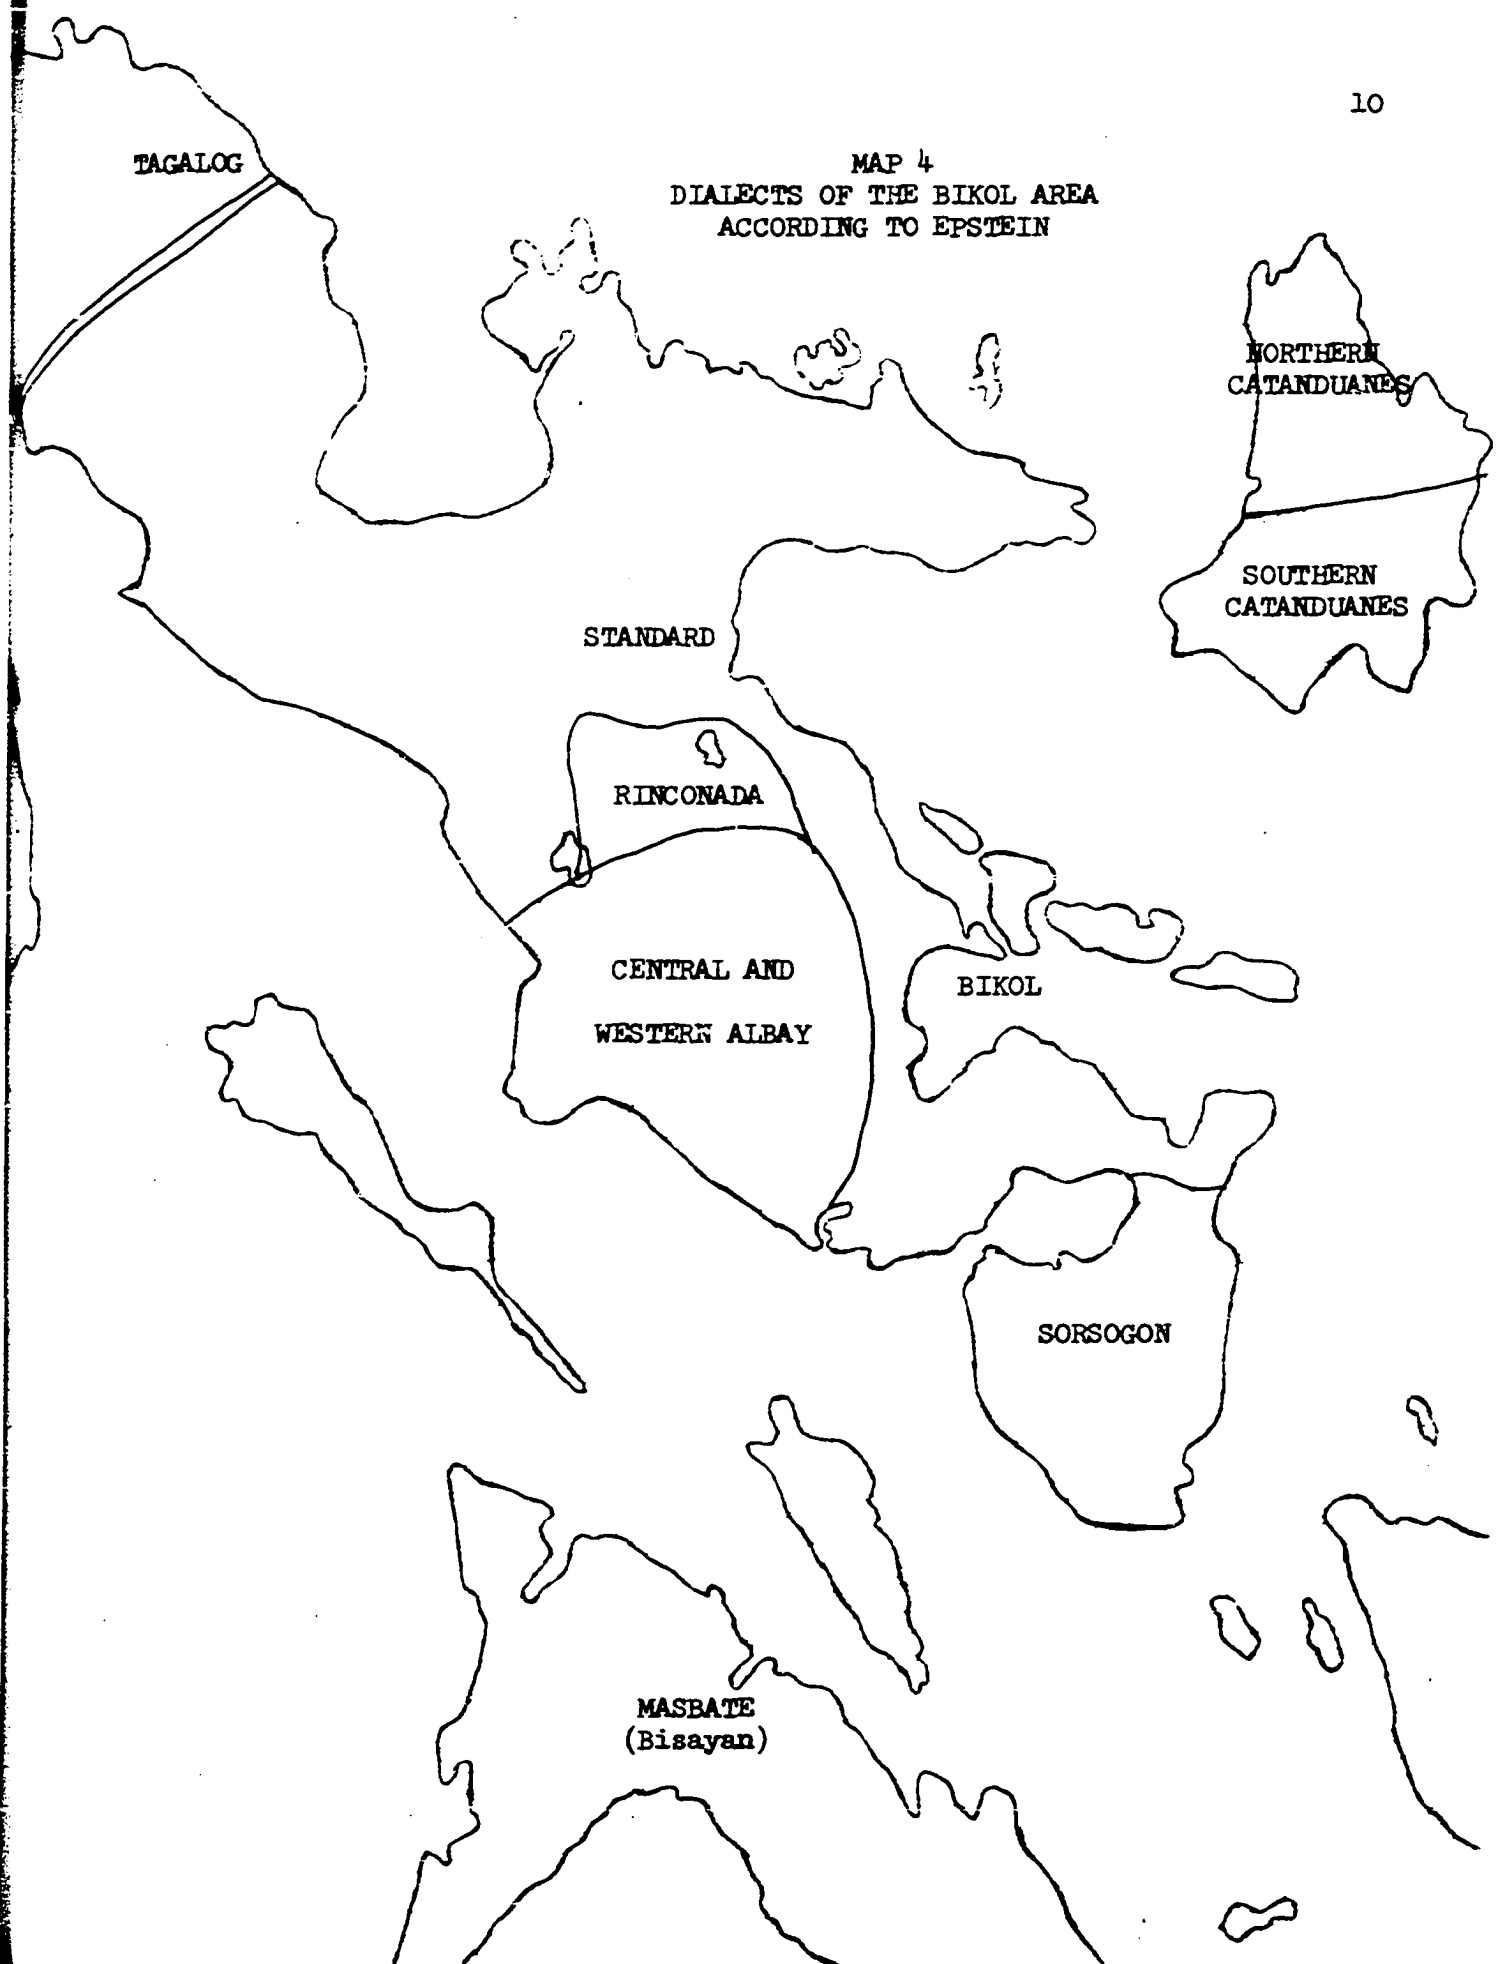 10
MAP 4
DIALECTS OF THE BIKOL AREA
ACCORDING TO EPSTEIN
TAGALOG
NORTHERN
CATANDUANES
SOUTHERN
CATANDUANES
STANDARD
RINCONADA
CENTRAL AND
WESTERN ALBAY
BIKOL
SORSOGON
MASBATE
(Bisayan)